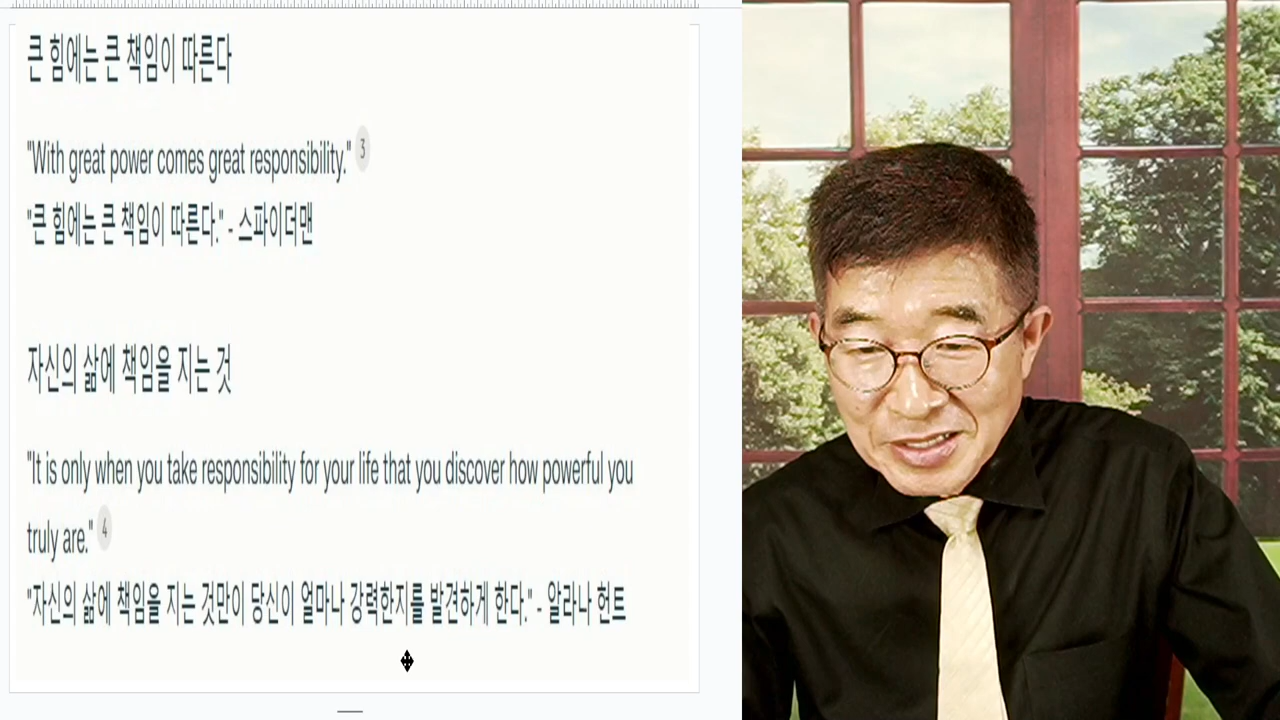 큰 힘에는 큰 책임이 따른다
"With great power comes great responsibility." 3
"큰 힘에는 큰 책임이 따른다." - 스파이더맨
자신의 삶에 책임을 지는 것
"It is only when you take responsibility for your life that you discover how powerful you
truly are." 4
"자신의 삶에 책임을 지는 것만이 당신이 얼마나 강력한지를 발견하게 한다." - 알라나 헌트